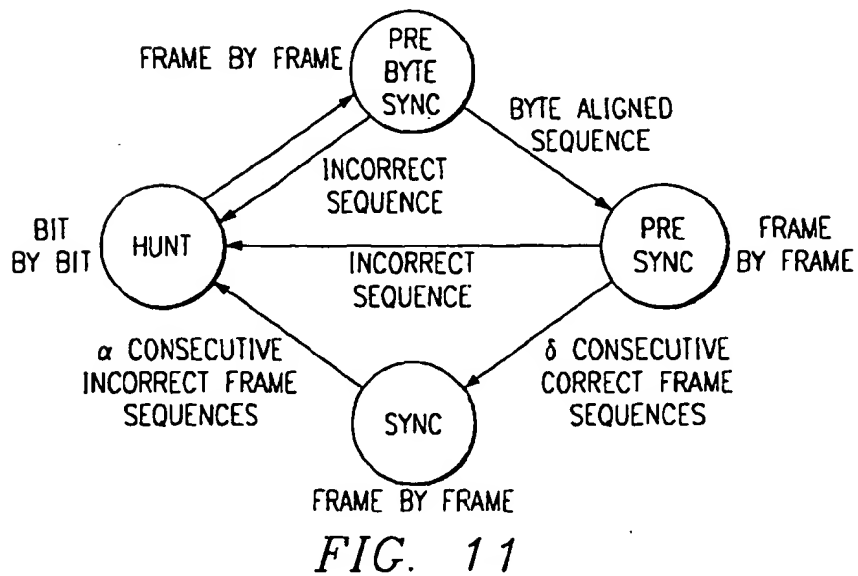 FRAME BY FRAME
PRE
BYTE
SYNC
BYTE ALIGNED
SEQUENCE
INCORRECT
SEQUENCE
BIT
BY BIT
HUNT
INCORRECT
SEQUENCE
PRE
SYNC
FRAME
BY FRAME
α CONSECUTIVE
INCORRECT FRAME
SEQUENCES
δ CONSECUTIVE
CORRECT FRAME
SEQUENCES
SYNC
FRAME BY FRAME
FIG. 11